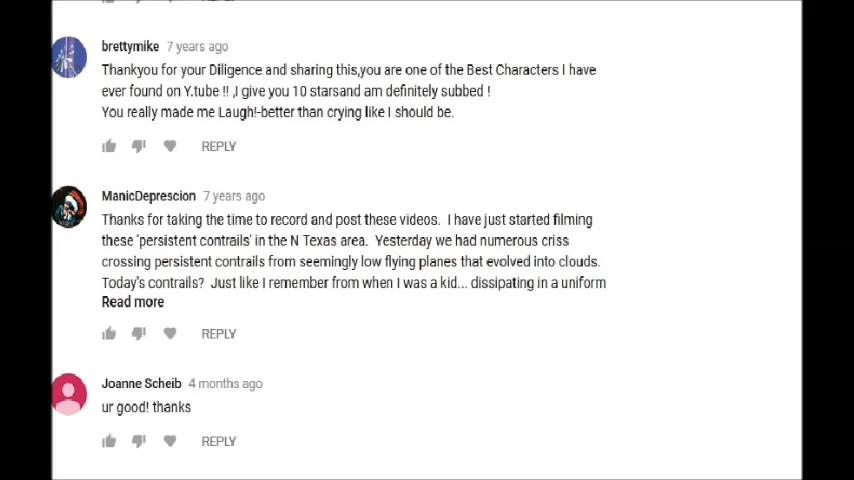 brettymike 7 years ago
Thankyou for your Diligence and sharing this,you are one of the Best Characters I have
ever found on Y.tube !! ,I give you 10 starsand am definitely subbed !
You really made me Laugh!-better than crying like I should be.
REPLY
ManicDeprescion 7 years ago
Thanks for taking the time to record and post these videos. I have just started filming
these 'persistent contrails' in the N Texas area. Yesterday we had numerous criss
crossing persistent contrails from seemingly low flying planes that evolved into clouds.
Today's contrails? Just like I remember from when I was a kid... dissipating in a uniform
Read more
REPLY
Joanne Scheib 4 months ago
ur good! thanks
REPLY